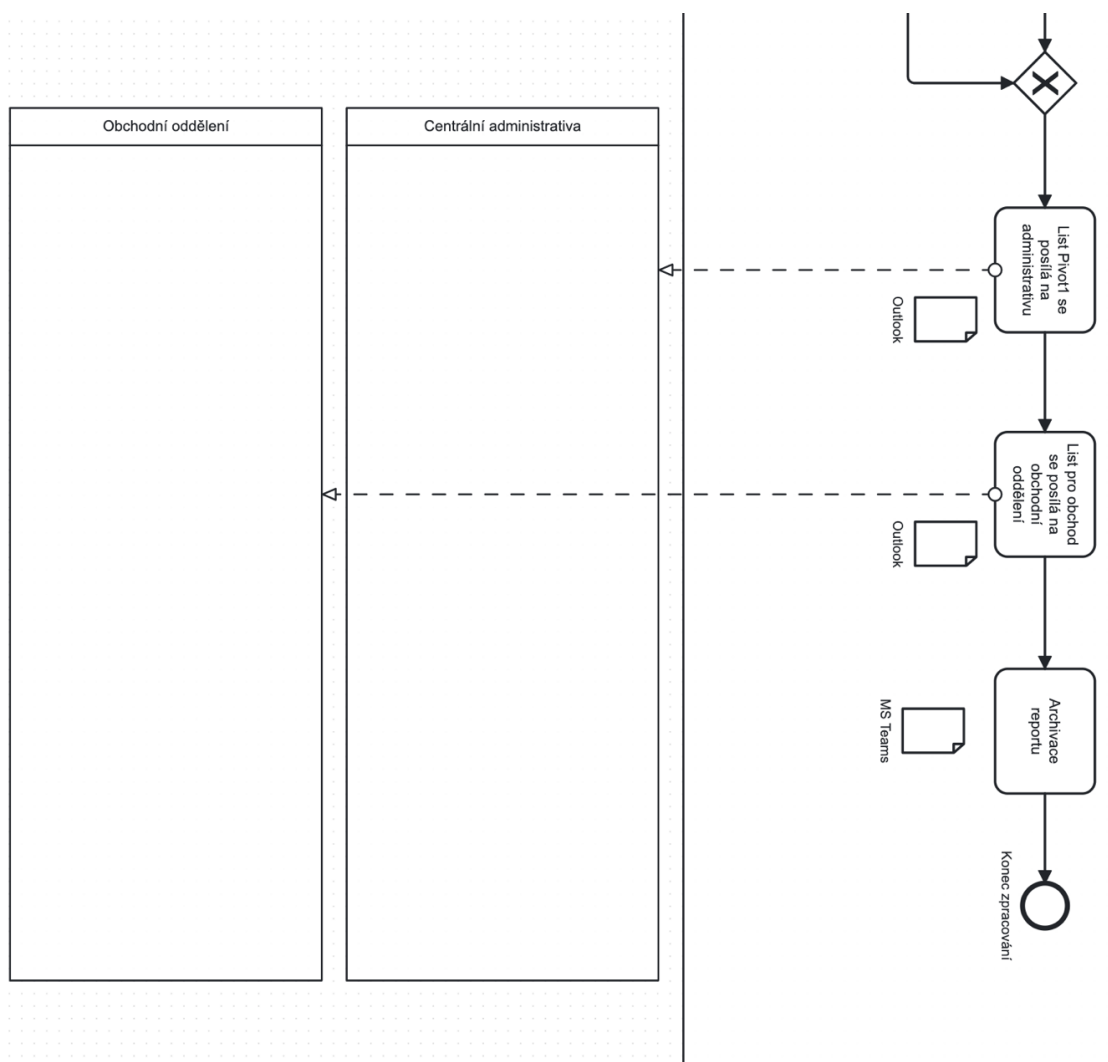 Obchodní oddělení
Centrální administrativa
List Pivot1 se
posílá na
administrativu
Outlook
List pro obchod
se posílá na
obchodní
oddělení
Outlook
Archivace
reportu
MS Teams
Konec zpracování